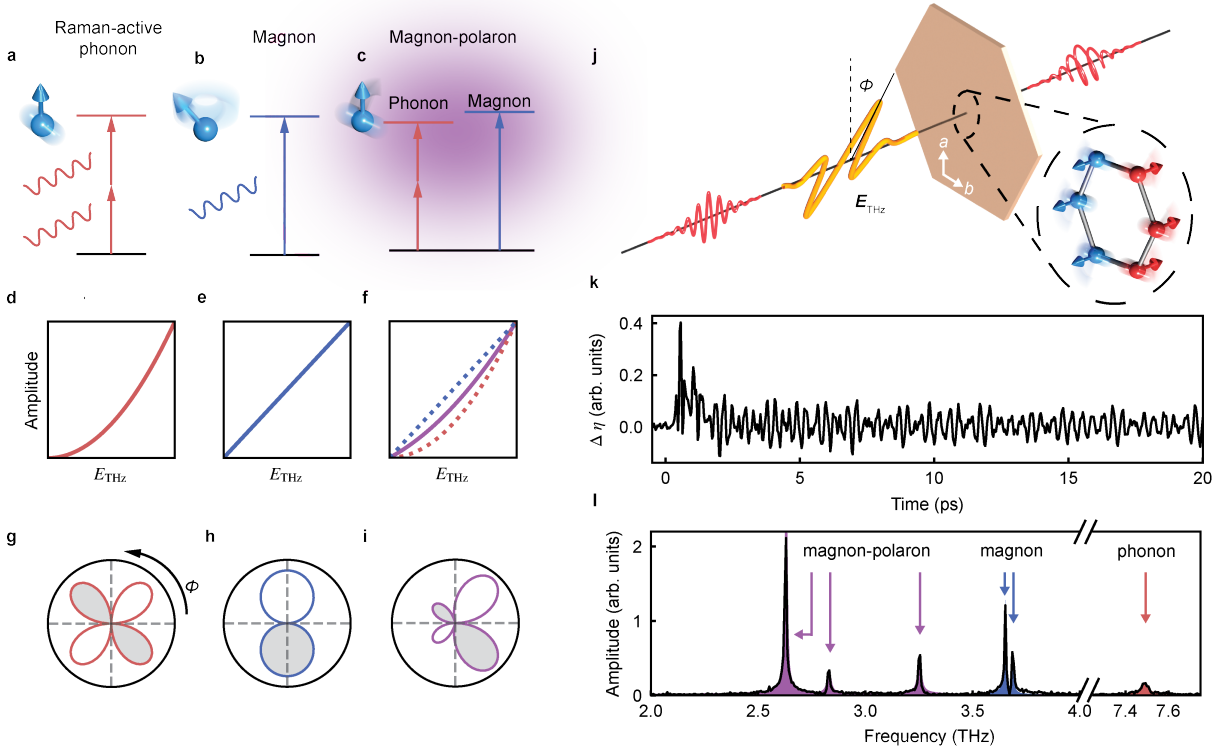 Raman-active
phonon
Magnon
Magnon-polaron
a
b
c
Phonon
Magnon
j
ϕ
a
b
E_THz
d
e
f
Amplitude
E_THz
E_THz
E_THz
g
h
i
ϕ
k
0.4
0.2
0.0
Δ η (arb. units)
0
5
10
15
20
Time (ps)
l
2
1
0
Amplitude (arb. units)
magnon-polaron
magnon
phonon
2.0
2.5
3.0
3.5
4.0
7.4
7.6
Frequency (THz)